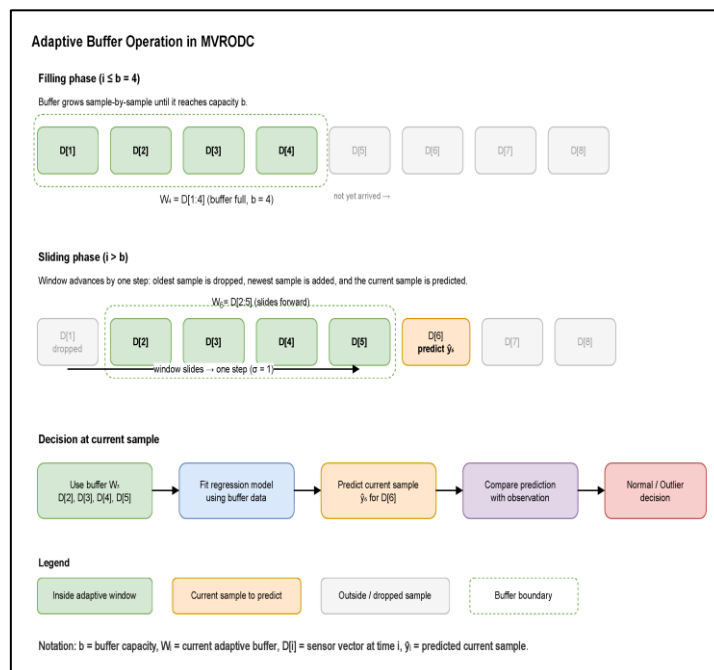 Adaptive Buffer Operation in MVRODC
Filling phase (i ≤ b = 4)
Buffer grows sample-by-sample until it reaches capacity b.
D[1] D[2] D[3] D[4] D[5] D[6] D[7] D[8]
W₄ = D[1:4] (buffer full, b = 4)
not yet arrived →
Sliding phase (i > b)
Window advances by one step: oldest sample is dropped, newest sample is added, and the current sample is predicted.
W₅= D[2:5] (slides forward)
D[1] D[2] D[3] D[4] D[5] D[6] D[7] D[8]
dropped predict ŷ₆
window slides → one step (σ = 1)
Decision at current sample
Use buffer W₅ Fit regression model Predict current sample Compare prediction Normal / Outlier
D[2], D[3], D[4], D[5] using buffer data ŷ₆ for D[6] with observation decision
Legend
Inside adaptive window Current sample to predict Outside / dropped sample Buffer boundary
Notation: b = buffer capacity, Wᵢ = current adaptive buffer, D[i] = sensor vector at time i, ŷᵢ = predicted current sample.